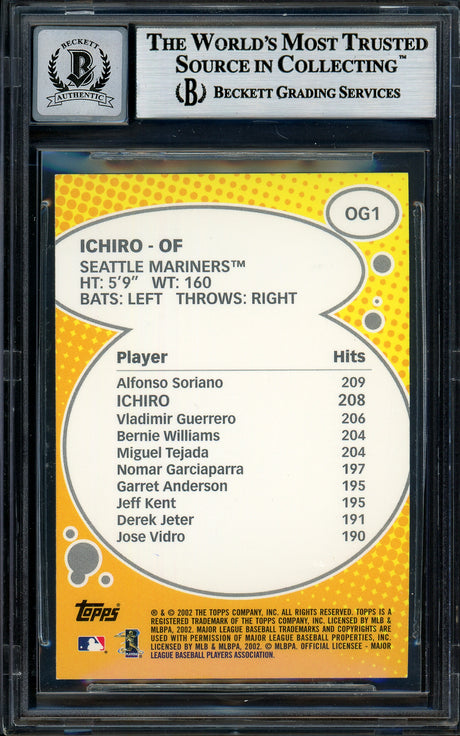 BECKETT
B
AUTHENTIC
THE WORLD'S MOST TRUSTED
SOURCE IN COLLECTING™
B BECKETT GRADING SERVICES
OG1
ICHIRO - OF
SEATTLE MARINERS™
HT: 5'9" WT: 160
BATS: LEFT THROWS: RIGHT
Player Hits
Alfonso Soriano 209
ICHIRO 208
Vladimir Guerrero 206
Bernie Williams 204
Miguel Tejada 204
Nomar Garciaparra 197
Garret Anderson 195
Jeff Kent 195
Derek Jeter 191
Jose Vidro 190
topps
® & © 2002 THE TOPPS COMPANY, INC. ALL RIGHTS RESERVED. TOPPS IS A
REGISTERED TRADEMARK OF THE TOPPS COMPANY, INC. LICENSED BY MLB &
MLBPA, 2002. MAJOR LEAGUE BASEBALL TRADEMARKS AND COPYRIGHTS ARE
USED WITH PERMISSION OF MAJOR LEAGUE BASEBALL PROPERTIES, INC.
LICENSED BY MLB & MLBPA, 2002. © MLBPA. OFFICIAL LICENSEE - MAJOR
LEAGUE BASEBALL PLAYERS ASSOCIATION.